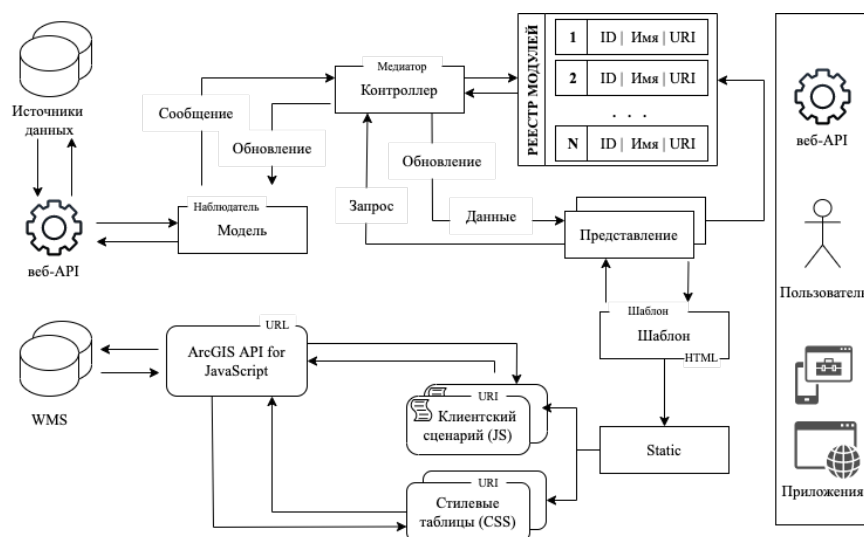 Источники
данных
веб-API
Сообщение
Обновление
Наблюдатель
Модель
Медиатор
Контроллер
Обновление
Запрос
Данные
РЕЕСТР МОДУЛЕЙ
1 ID | Имя | URI
2 ID | Имя | URI
. . .
N ID | Имя | URI
Представление
Шаблон
Шаблон
HTML
Static
WMS
URL
ArcGIS API for
JavaScript
URI
Клиентский
сценарий (JS)
URI
Стилевые
таблицы (CSS)
веб-API
Пользователь
Приложения